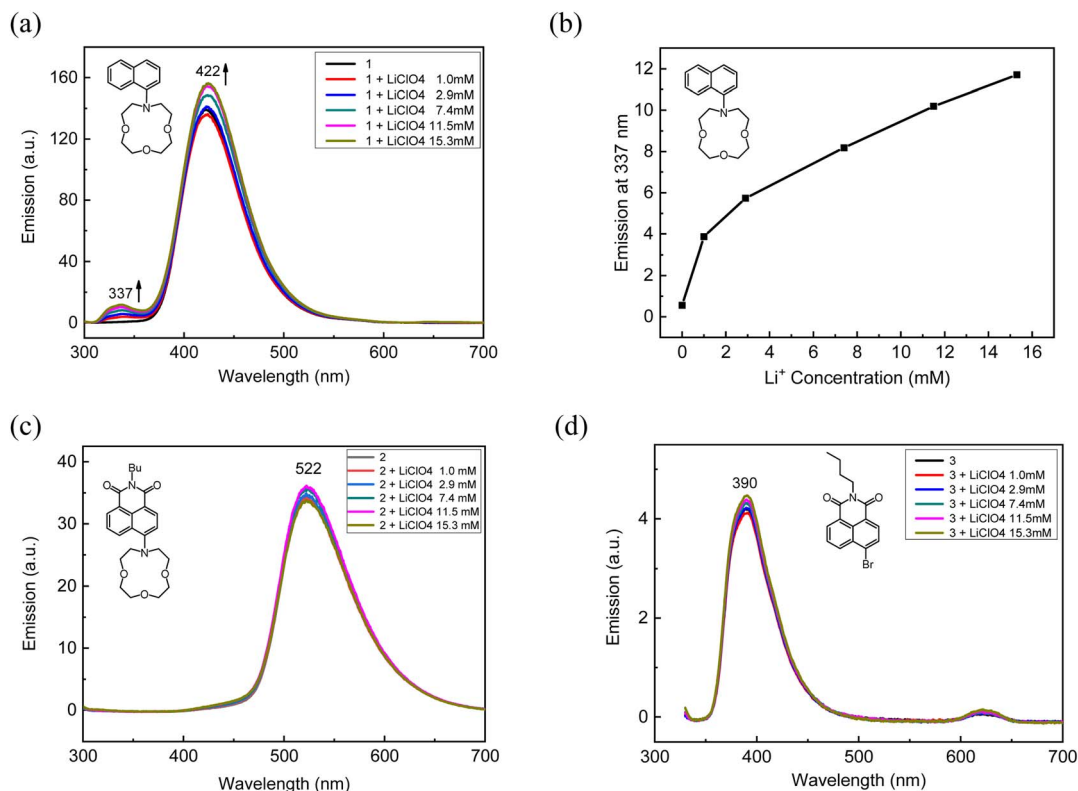 (a)
160
120
80
40
0
Emission (a.u.)
300 400 500 600 700
Wavelength (nm)
337
422
N
O O
O
1
1 + LiClO4 1.0mM
1 + LiClO4 2.9mM
1 + LiClO4 7.4mM
1 + LiClO4 11.5mM
1 + LiClO4 15.3mM
(b)
12
10
8
6
4
2
0
Emission at 337 nm
0 2 4 6 8 10 12 14 16
Li⁺ Concentration (mM)
N
O O
O
(c)
40
30
20
10
0
Emission (a.u.)
300 400 500 600 700
Wavelength (nm)
522
Bu
O N O
N
O O
O
2
2 + LiClO4 1.0 mM
2 + LiClO4 2.9 mM
2 + LiClO4 7.4 mM
2 + LiClO4 11.5 mM
2 + LiClO4 15.3 mM
(d)
4
2
0
Emission (a.u.)
300 400 500 600 700
Wavelength (nm)
390
O N O
Br
3
3 + LiClO4 1.0mM
3 + LiClO4 2.9mM
3 + LiClO4 7.4mM
3 + LiClO4 11.5mM
3 + LiClO4 15.3mM